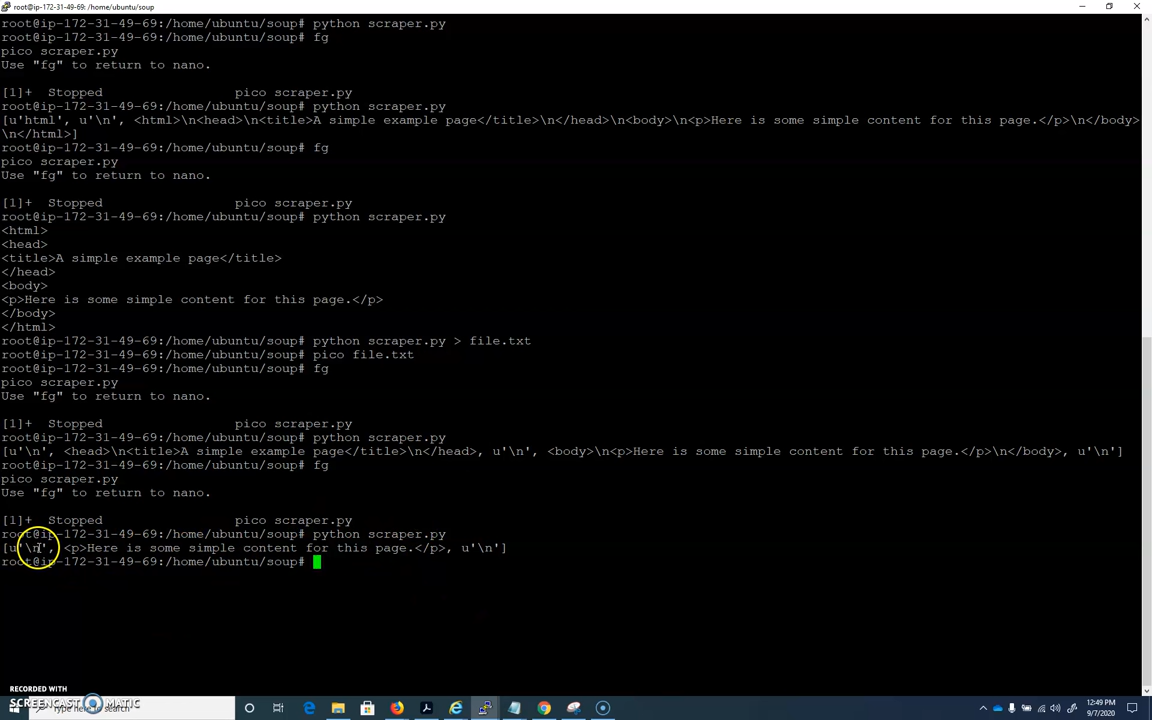 root@ip-172-31-49-69: /home/ubuntu/soup
root@ip-172-31-49-69:/home/ubuntu/soup# python scraper.py
root@ip-172-31-49-69:/home/ubuntu/soup# fg
pico scraper.py
Use "fg" to return to nano.
[1]+  Stopped                 pico scraper.py
root@ip-172-31-49-69:/home/ubuntu/soup# python scraper.py
[u'html', u'\n', <html>\n<head>\n<title>A simple example page</title>\n</head>\n<body>\n<p>Here is some simple content for this page.</p>\n</body>
\n</html>]
root@ip-172-31-49-69:/home/ubuntu/soup# fg
pico scraper.py
Use "fg" to return to nano.
[1]+  Stopped                 pico scraper.py
root@ip-172-31-49-69:/home/ubuntu/soup# python scraper.py
<html>
<head>
<title>A simple example page</title>
</head>
<body>
<p>Here is some simple content for this page.</p>
</body>
</html>
root@ip-172-31-49-69:/home/ubuntu/soup# python scraper.py > file.txt
root@ip-172-31-49-69:/home/ubuntu/soup# pico file.txt
root@ip-172-31-49-69:/home/ubuntu/soup# fg
pico scraper.py
Use "fg" to return to nano.
[1]+  Stopped                 pico scraper.py
root@ip-172-31-49-69:/home/ubuntu/soup# python scraper.py
[u'\n', <head>\n<title>A simple example page</title>\n</head>, u'\n', <body>\n<p>Here is some simple content for this page.</p>\n</body>, u'\n']
root@ip-172-31-49-69:/home/ubuntu/soup# fg
pico scraper.py
Use "fg" to return to nano.
[1]+  Stopped                 pico scraper.py
root@ip-172-31-49-69:/home/ubuntu/soup# python scraper.py
[u'\n', <p>Here is some simple content for this page.</p>, u'\n']
root@ip-172-31-49-69:/home/ubuntu/soup#
RECORDED WITH
SCREENCAST MATIC
Type here to search
12:49 PM
9/7/2020